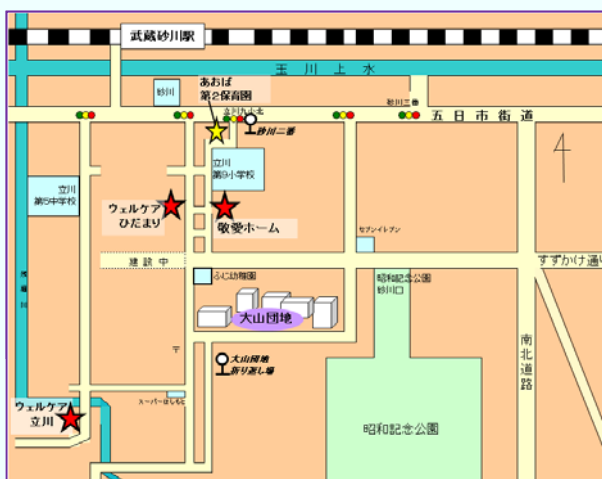 武蔵砂川駅
玉川上水
あおば
第2保育園
砂川
立川九小北
砂川二番
五日市街道
砂川二番
立川
第9小学校
立川
第5中学校
ウェルケア
ひだまり
敬愛ホーム
セブンイレブン
建設中
すずかけ通り
ふじ幼稚園
昭和記念公園
砂川口
大山団地
南北道路
〒
大山団地
折り返し場
スーパーはしもと
ウェルケア
立川
昭和記念公園